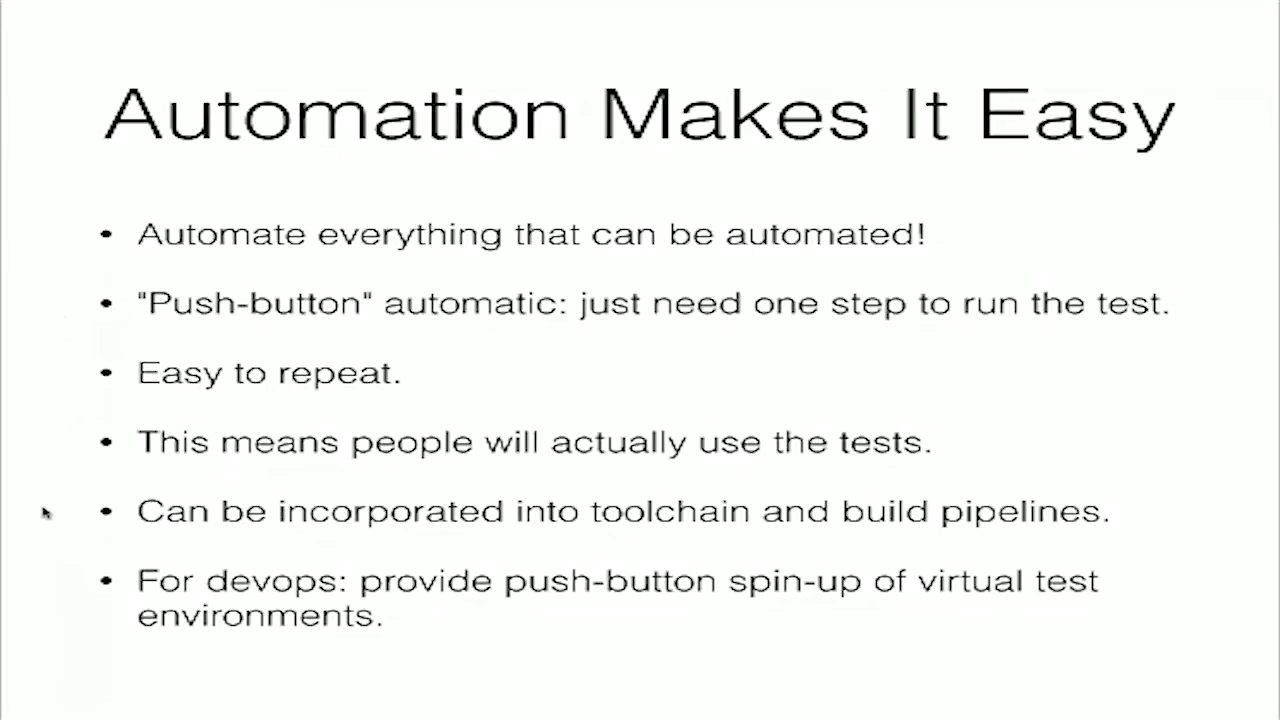 Automation Makes It Easy
• Automate everything that can be automated!
• "Push-button" automatic: just need one step to run the test.
• Easy to repeat.
• This means people will actually use the tests.
• Can be incorporated into toolchain and build pipelines.
• For devops: provide push-button spin-up of virtual test
environments.